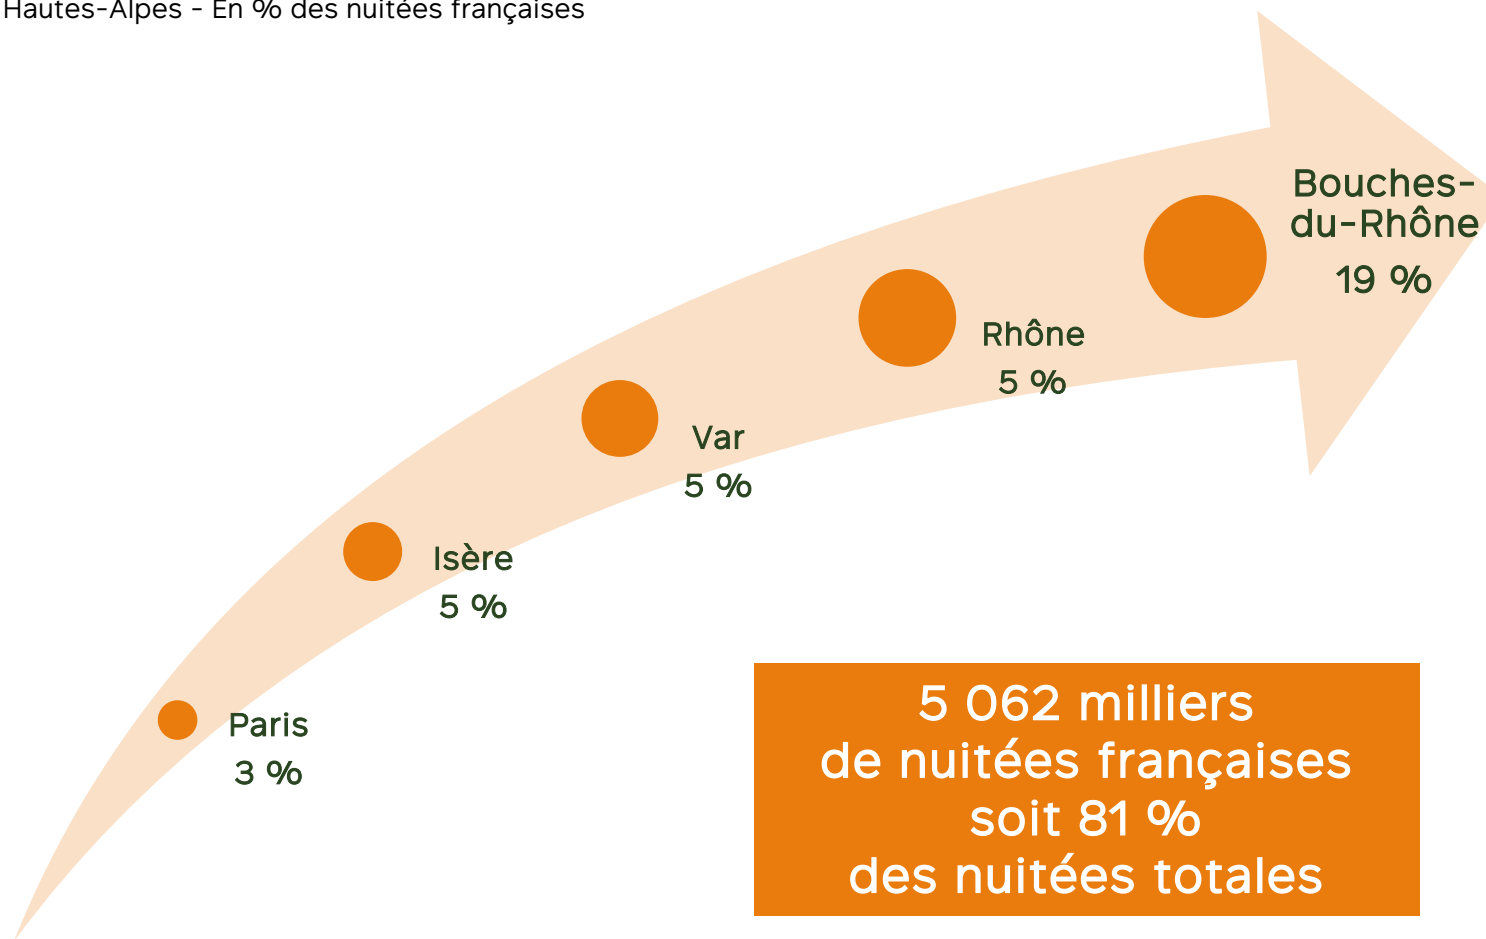 Hautes-Alpes - En % des nuitées françaises
Bouches-
du-Rhône
19 %
Rhône
5 %
Var
5 %
Isère
5 %
Paris
3 %
5 062 milliers
de nuitées françaises
soit 81 %
des nuitées totales